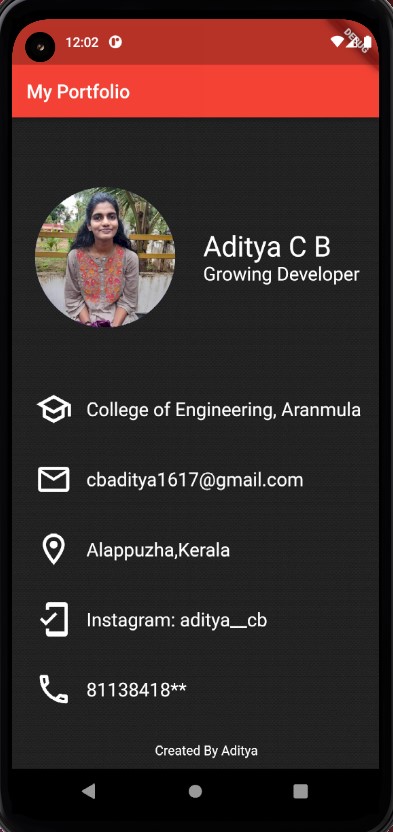 12:02
DEBUG
My Portfolio
Aditya C B
Growing Developer
College of Engineering, Aranmula
cbaditya1617@gmail.com
Alappuzha,Kerala
Instagram: aditya__cb
81138418**
Created By Aditya